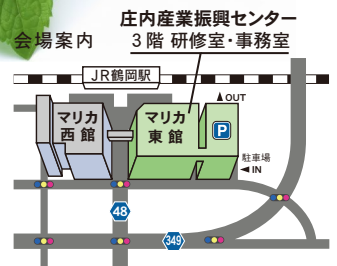 庄内産業振興センター
会場案内 3階 研修室・事務室
JR鶴岡駅
▲OUT
マリカ
西館
マリカ
東館
P
駐車場
◀IN
48
349